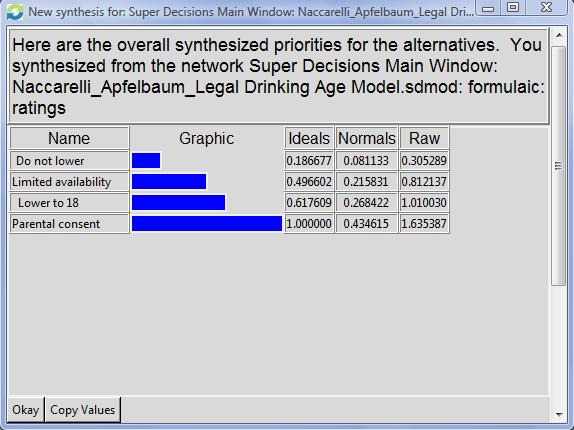 New synthesis for: Super Decisions Main Window: Naccarelli_Apfelbaum_Legal Dri...
Here are the overall synthesized priorities for the alternatives. You
synthesized from the network Super Decisions Main Window:
Naccarelli_Apfelbaum_Legal Drinking Age Model.sdmod: formulaic:
ratings
Name Graphic Ideals Normals Raw
Do not lower 0.186677 0.081133 0.305289
Limited availability 0.496602 0.215831 0.812137
Lower to 18 0.617609 0.268422 1.010030
Parental consent 1.000000 0.434615 1.635387
Okay Copy Values